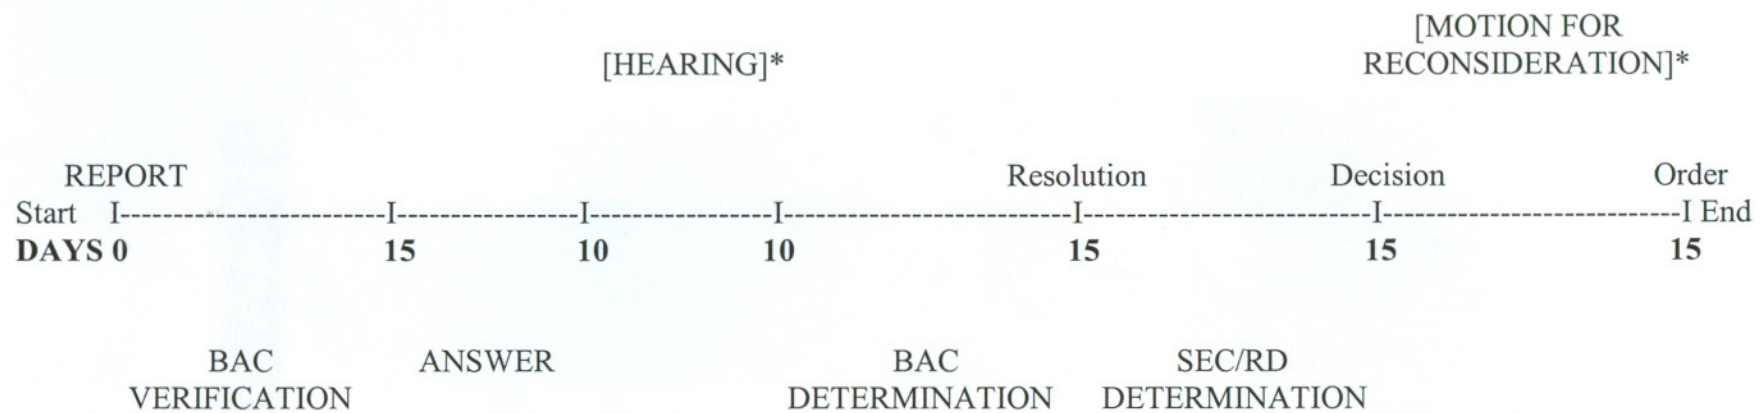 [MOTION FOR
[HEARING]* RECONSIDERATION]*
REPORT Resolution Decision Order
Start I--------------------------I------------------I------------------I-----------------------------I-----------------------------I------------------------------I End
DAYS 0 15 10 10 15 15 15
BAC ANSWER BAC SEC/RD
VERIFICATION DETERMINATION DETERMINATION